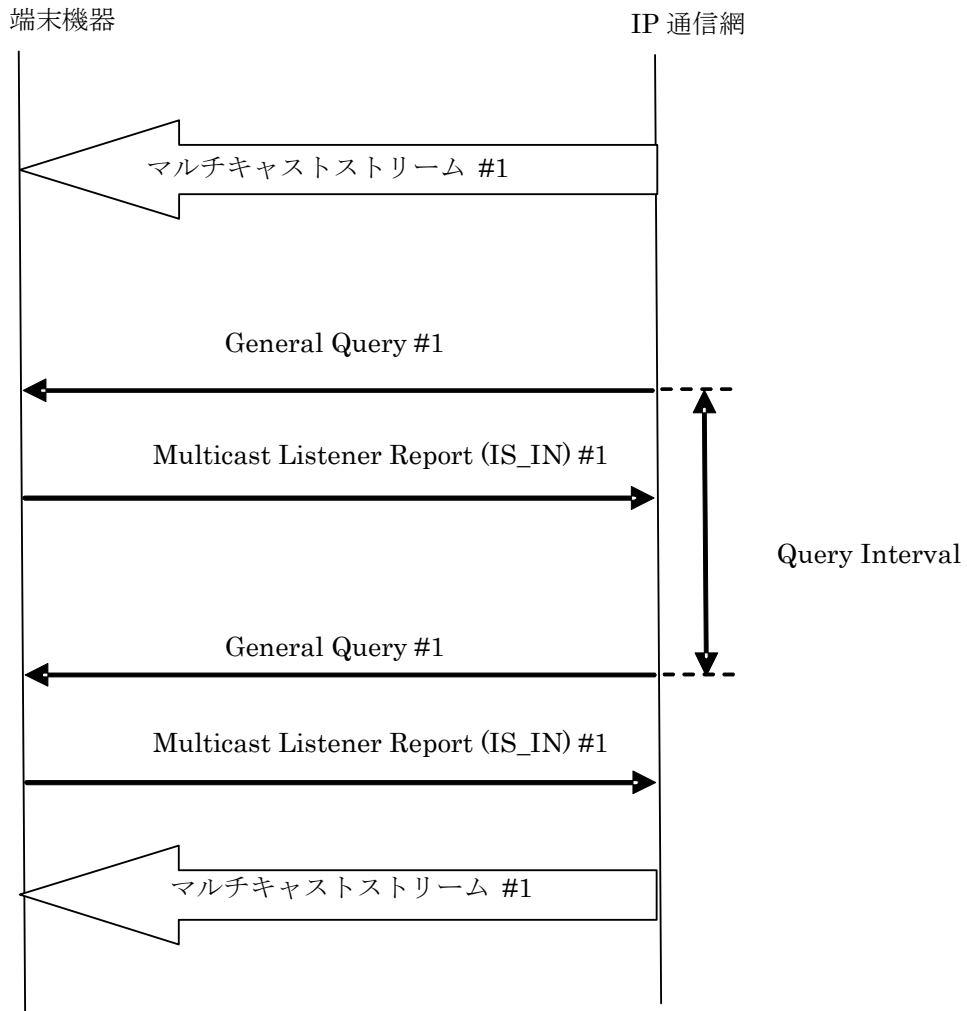 端末機器
IP 通信網
マルチキャストストリーム #1
General Query #1
Multicast Listener Report (IS_IN) #1
Query Interval
General Query #1
Multicast Listener Report (IS_IN) #1
マルチキャストストリーム #1